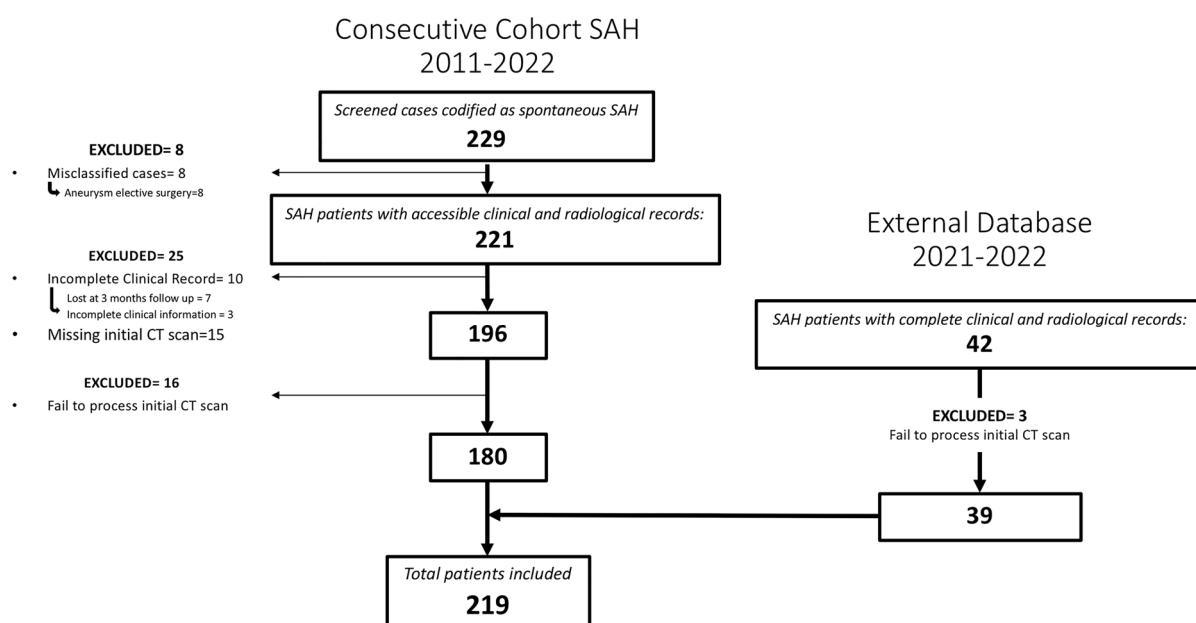 Consecutive Cohort SAH
2011-2022
Screened cases codified as spontaneous SAH
229
EXCLUDED= 8
• Misclassified cases= 8
Aneurysm elective surgery=8
SAH patients with accessible clinical and radiological records:
221
EXCLUDED= 25
• Incomplete Clinical Record= 10
Lost at 3 months follow up = 7
Incomplete clinical information = 3
• Missing initial CT scan=15
196
EXCLUDED= 16
• Fail to process initial CT scan
180
External Database
2021-2022
SAH patients with complete clinical and radiological records:
42
EXCLUDED= 3
Fail to process initial CT scan
39
Total patients included
219